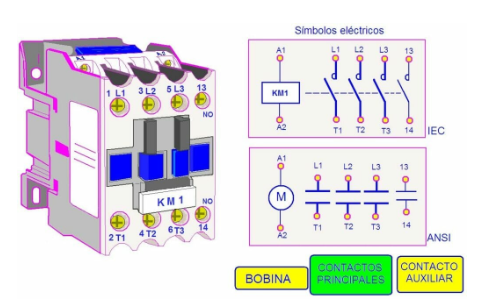 Símbolos eléctricos
A1
A2
1 L1
3 L2
5 L3
13
NO
KM 1
NO
2 T1
4 T2
6 T3
14
A1
L1
L2
L3
13
KM1
A2
T1
T2
T3
14
IEC
A1
L1
L2
L3
13
M
A2
T1
T2
T3
14
ANSI
BOBINA
CONTACTOS
PRINCIPALES
CONTACTO
AUXILIAR